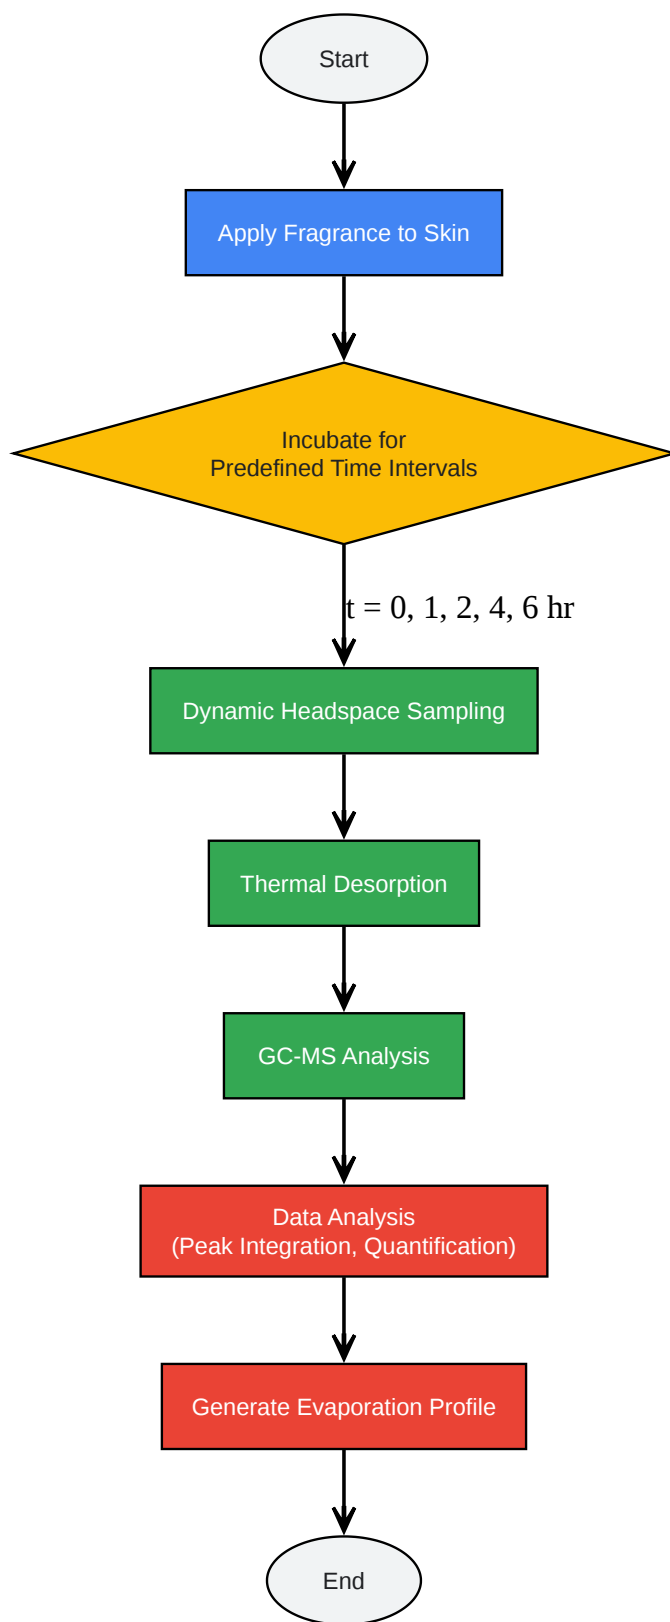 Start
Apply Fragrance to Skin
Incubate for
Predefined Time Intervals
t = 0, 1, 2, 4, 6 hr
Dynamic Headspace Sampling
Thermal Desorption
GC-MS Analysis
Data Analysis
(Peak Integration, Quantification)
Generate Evaporation Profile
End